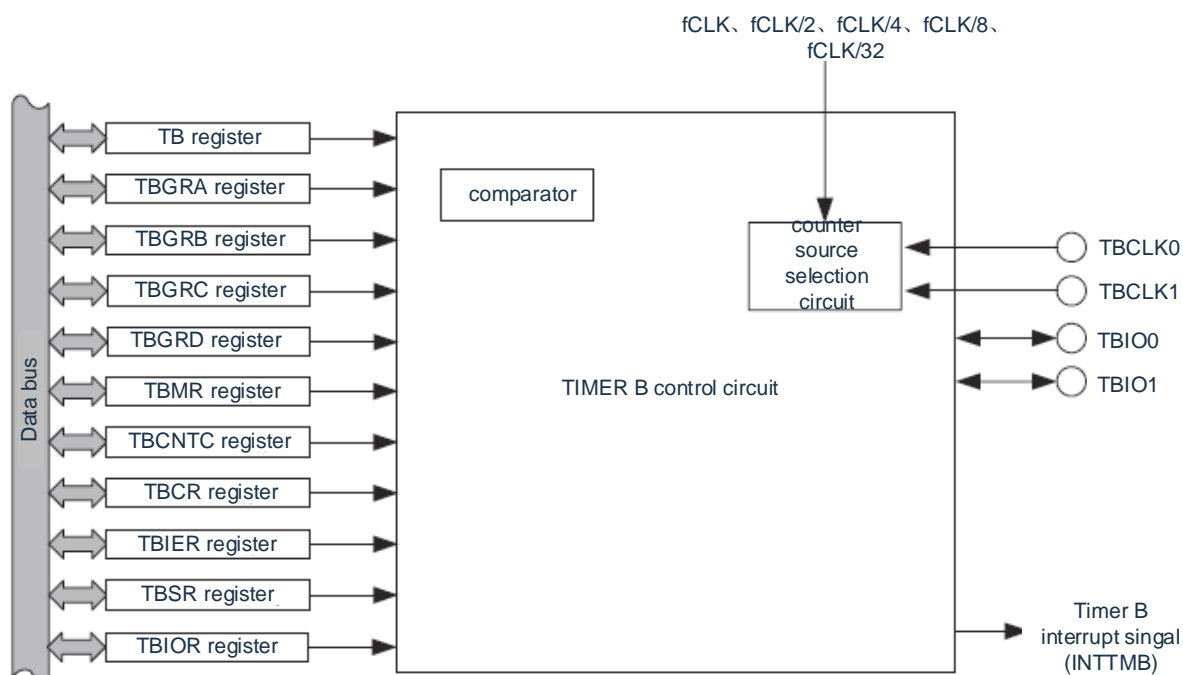 fCLK、fCLK/2、fCLK/4、fCLK/8、
fCLK/32
TB register
TBGRA register
TBGRB register
TBGRC register
TBGRD register
TBMR register
TBCNTC register
TBCR register
TBIER register
TBSR register
TBIOR register
Data bus
comparator
counter
source
selection
circuit
TIMER B control circuit
TBCLK0
TBCLK1
TBIO0
TBIO1
Timer B
interrupt singal
(INTTMB)